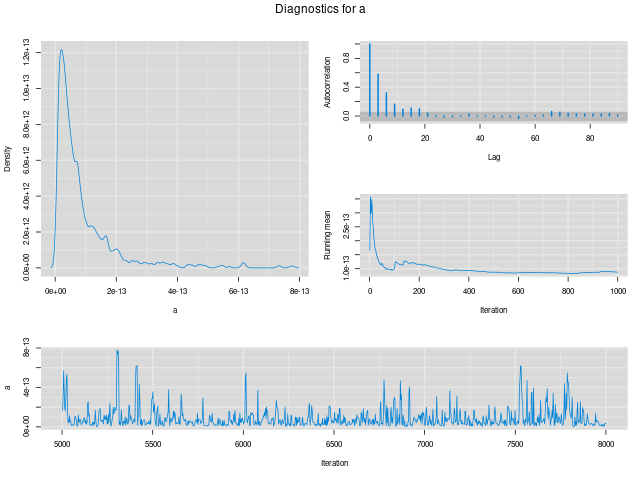 Diagnostics for a
Density
0.0e+00 2.0e+12 4.0e+12 6.0e+12 8.0e+12 1.0e+13 1.2e+13
0e+00 2e-13 4e-13 6e-13 8e-13
a
Autocorrelation
0.0 0.4 0.8
0 20 40 60 80
Lag
Running mean
1.0e-13 2.5e-13
0 200 400 600 800 1000
Iteration
a
0e+00 4e-13 8e-13
5000 5500 6000 6500 7000 7500 8000
Iteration